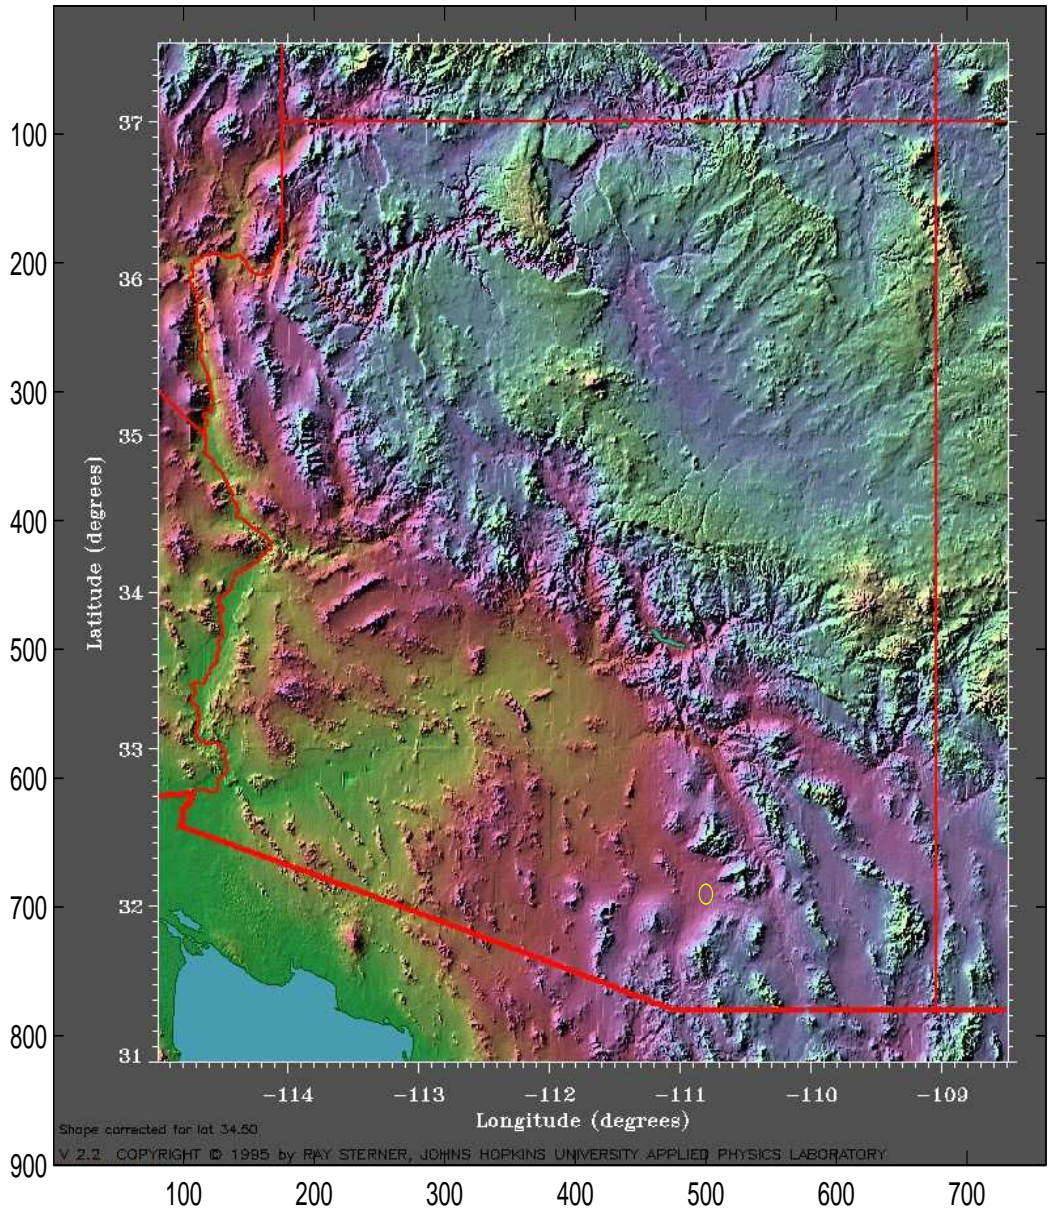 100
200
300
400
500
600
700
800
900
37
36
35
34
33
32
31
Latitude (degrees)
-114 -113 -112 -111 -110 -109
Longitude (degrees)
Shape corrected for lat 34.50
V 2.2 COPYRIGHT © 1995 by RAY STERNER, JOHNS HOPKINS UNIVERSITY APPLIED PHYSICS LABORATORY
100 200 300 400 500 600 700